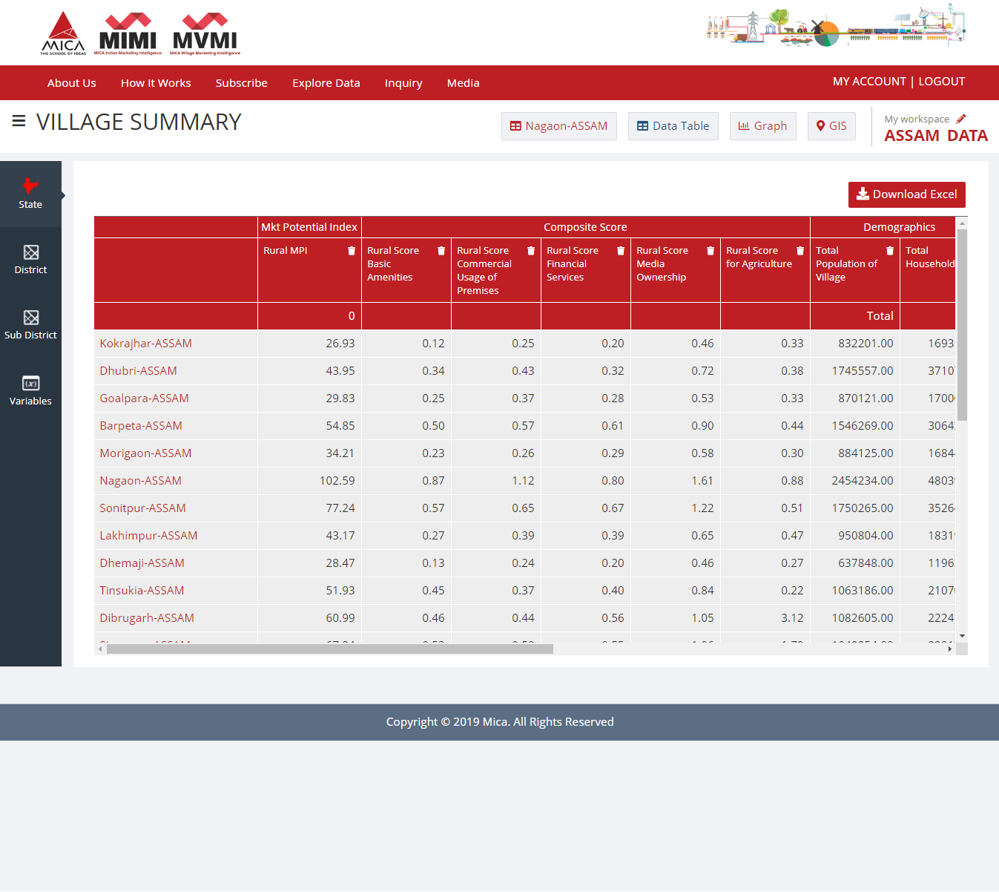 MICA
THE SCHOOL OF IDEAS
MIMI
MICA Indian Marketing Intelligence
MVMI
MICA Village Marketing Intelligence
About Us How It Works Subscribe Explore Data Inquiry Media MY ACCOUNT | LOGOUT
VILLAGE SUMMARY
Nagaon-ASSAM Data Table Graph GIS
My workspace
ASSAM DATA
State
District
Sub District
(x)
Variables
Download Excel
Mkt Potential Index Composite Score Demographics
Rural MPI
Rural Score
Basic
Amenities
Rural Score
Commercial
Usage of
Premises
Rural Score
Financial
Services
Rural Score
Media
Ownership
Rural Score
for Agriculture
Total
Population of
Village
Total
Household
0 Total
Kokrajhar-ASSAM 26.93 0.12 0.25 0.20 0.46 0.33 832201.00 1693
Dhubri-ASSAM 43.95 0.34 0.43 0.32 0.72 0.38 1745557.00 3710
Goalpara-ASSAM 29.83 0.25 0.37 0.28 0.53 0.33 870121.00 1700
Barpeta-ASSAM 54.85 0.50 0.57 0.61 0.90 0.44 1546269.00 3064
Morigaon-ASSAM 34.21 0.23 0.26 0.29 0.58 0.30 884125.00 1684
Nagaon-ASSAM 102.59 0.87 1.12 0.80 1.61 0.88 2454234.00 4803
Sonitpur-ASSAM 77.24 0.57 0.65 0.67 1.22 0.51 1750265.00 3526
Lakhimpur-ASSAM 43.17 0.27 0.39 0.39 0.65 0.47 950804.00 1831
Dhemaji-ASSAM 28.47 0.13 0.24 0.20 0.46 0.27 637848.00 1196
Tinsukia-ASSAM 51.93 0.45 0.37 0.40 0.84 0.22 1063186.00 2107
Dibrugarh-ASSAM 60.99 0.46 0.44 0.56 1.05 3.12 1082605.00 2224
Copyright © 2019 Mica. All Rights Reserved